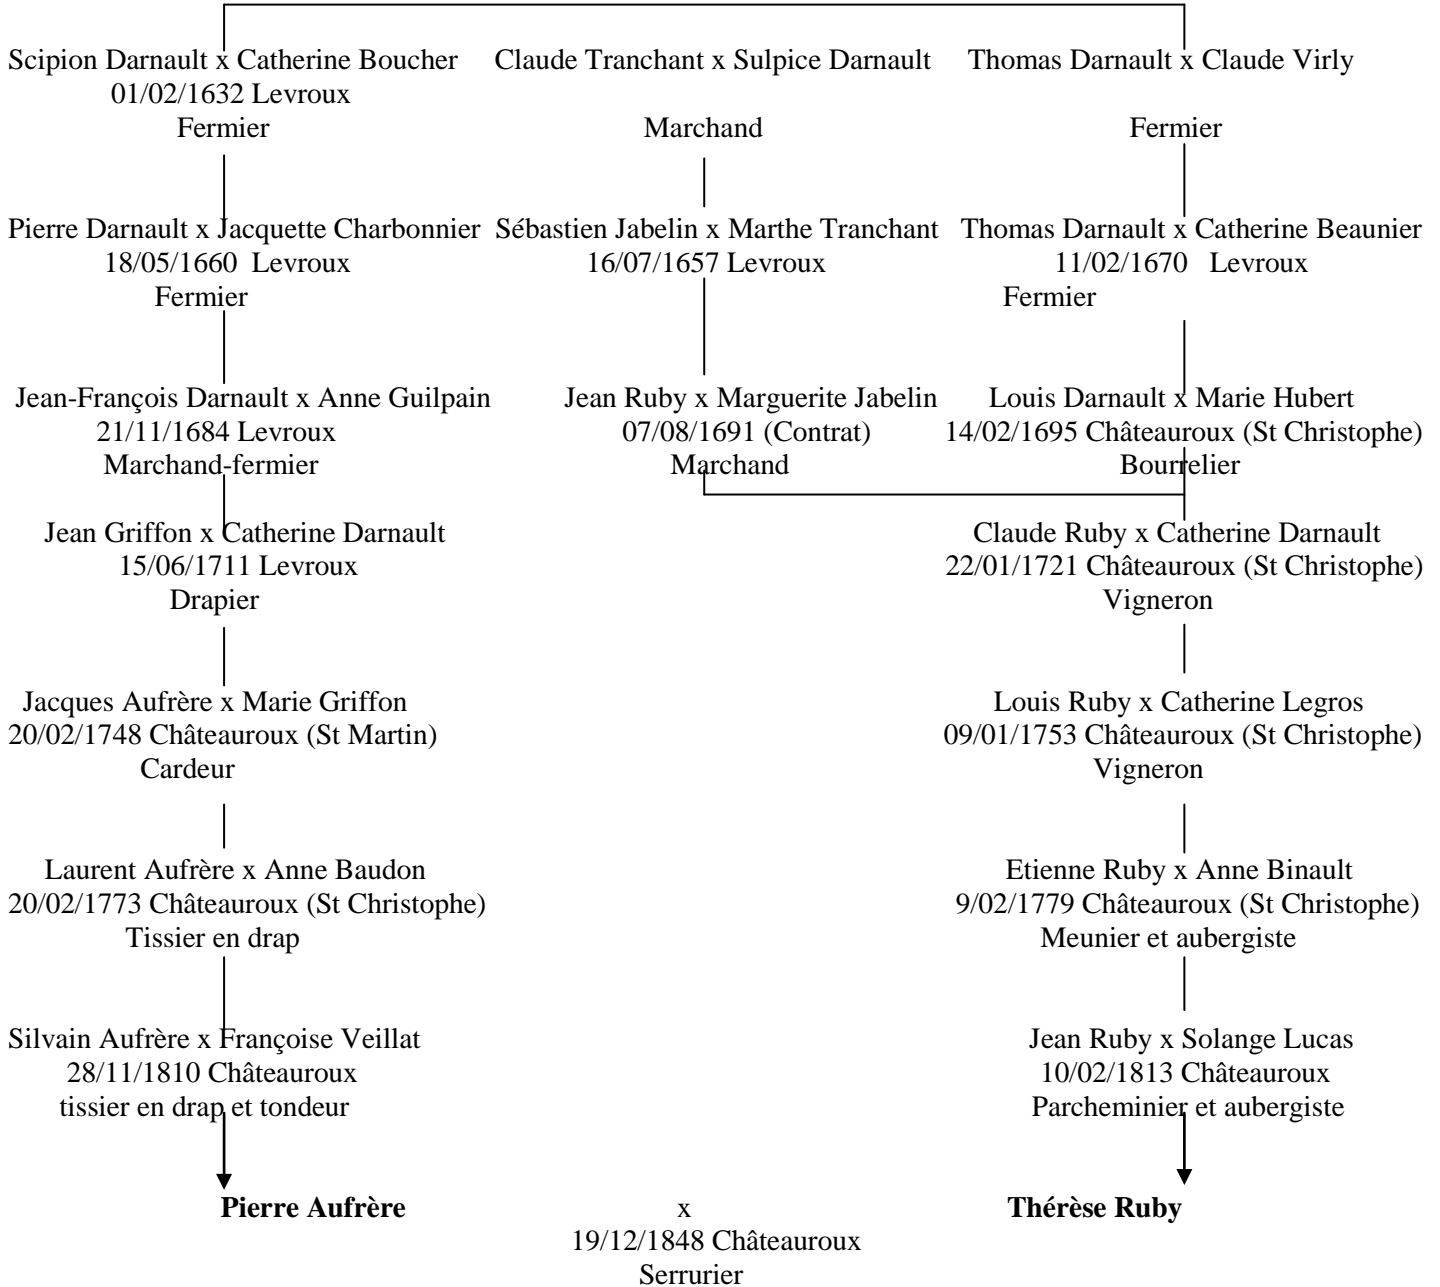 Scipion Darnault x Catherine Boucher Claude Tranchant x Sulpice Darnault Thomas Darnault x Claude Virly
01/02/1632 Levroux
Fermier Marchand Fermier
Pierre Darnault x Jacquette Charbonnier Sébastien Jabelin x Marthe Tranchant Thomas Darnault x Catherine Beaunier
18/05/1660 Levroux 16/07/1657 Levroux 11/02/1670 Levroux
Fermier Fermier
Jean-François Darnault x Anne Guilpain Jean Ruby x Marguerite Jabelin Louis Darnault x Marie Hubert
21/11/1684 Levroux 07/08/1691 (Contrat) 14/02/1695 Châteauroux (St Christophe)
Marchand-fermier Marchand Bourrelier
Jean Griffon x Catherine Darnault Claude Ruby x Catherine Darnault
15/06/1711 Levroux 22/01/1721 Châteauroux (St Christophe)
Drapier Vigneron
Jacques Aufrère x Marie Griffon Louis Ruby x Catherine Legros
20/02/1748 Châteauroux (St Martin) 09/01/1753 Châteauroux (St Christophe)
Cardeur Vigneron
Laurent Aufrère x Anne Baudon Etienne Ruby x Anne Binault
20/02/1773 Châteauroux (St Christophe) 9/02/1779 Châteauroux (St Christophe)
Tissier en drap Meunier et aubergiste
Silvain Aufrère x Françoise Veillat Jean Ruby x Solange Lucas
28/11/1810 Châteauroux 10/02/1813 Châteauroux
tissier en drap et tondeur Parcheminier et aubergiste
Pierre Aufrère x Thérèse Ruby
19/12/1848 Châteauroux
Serrurier